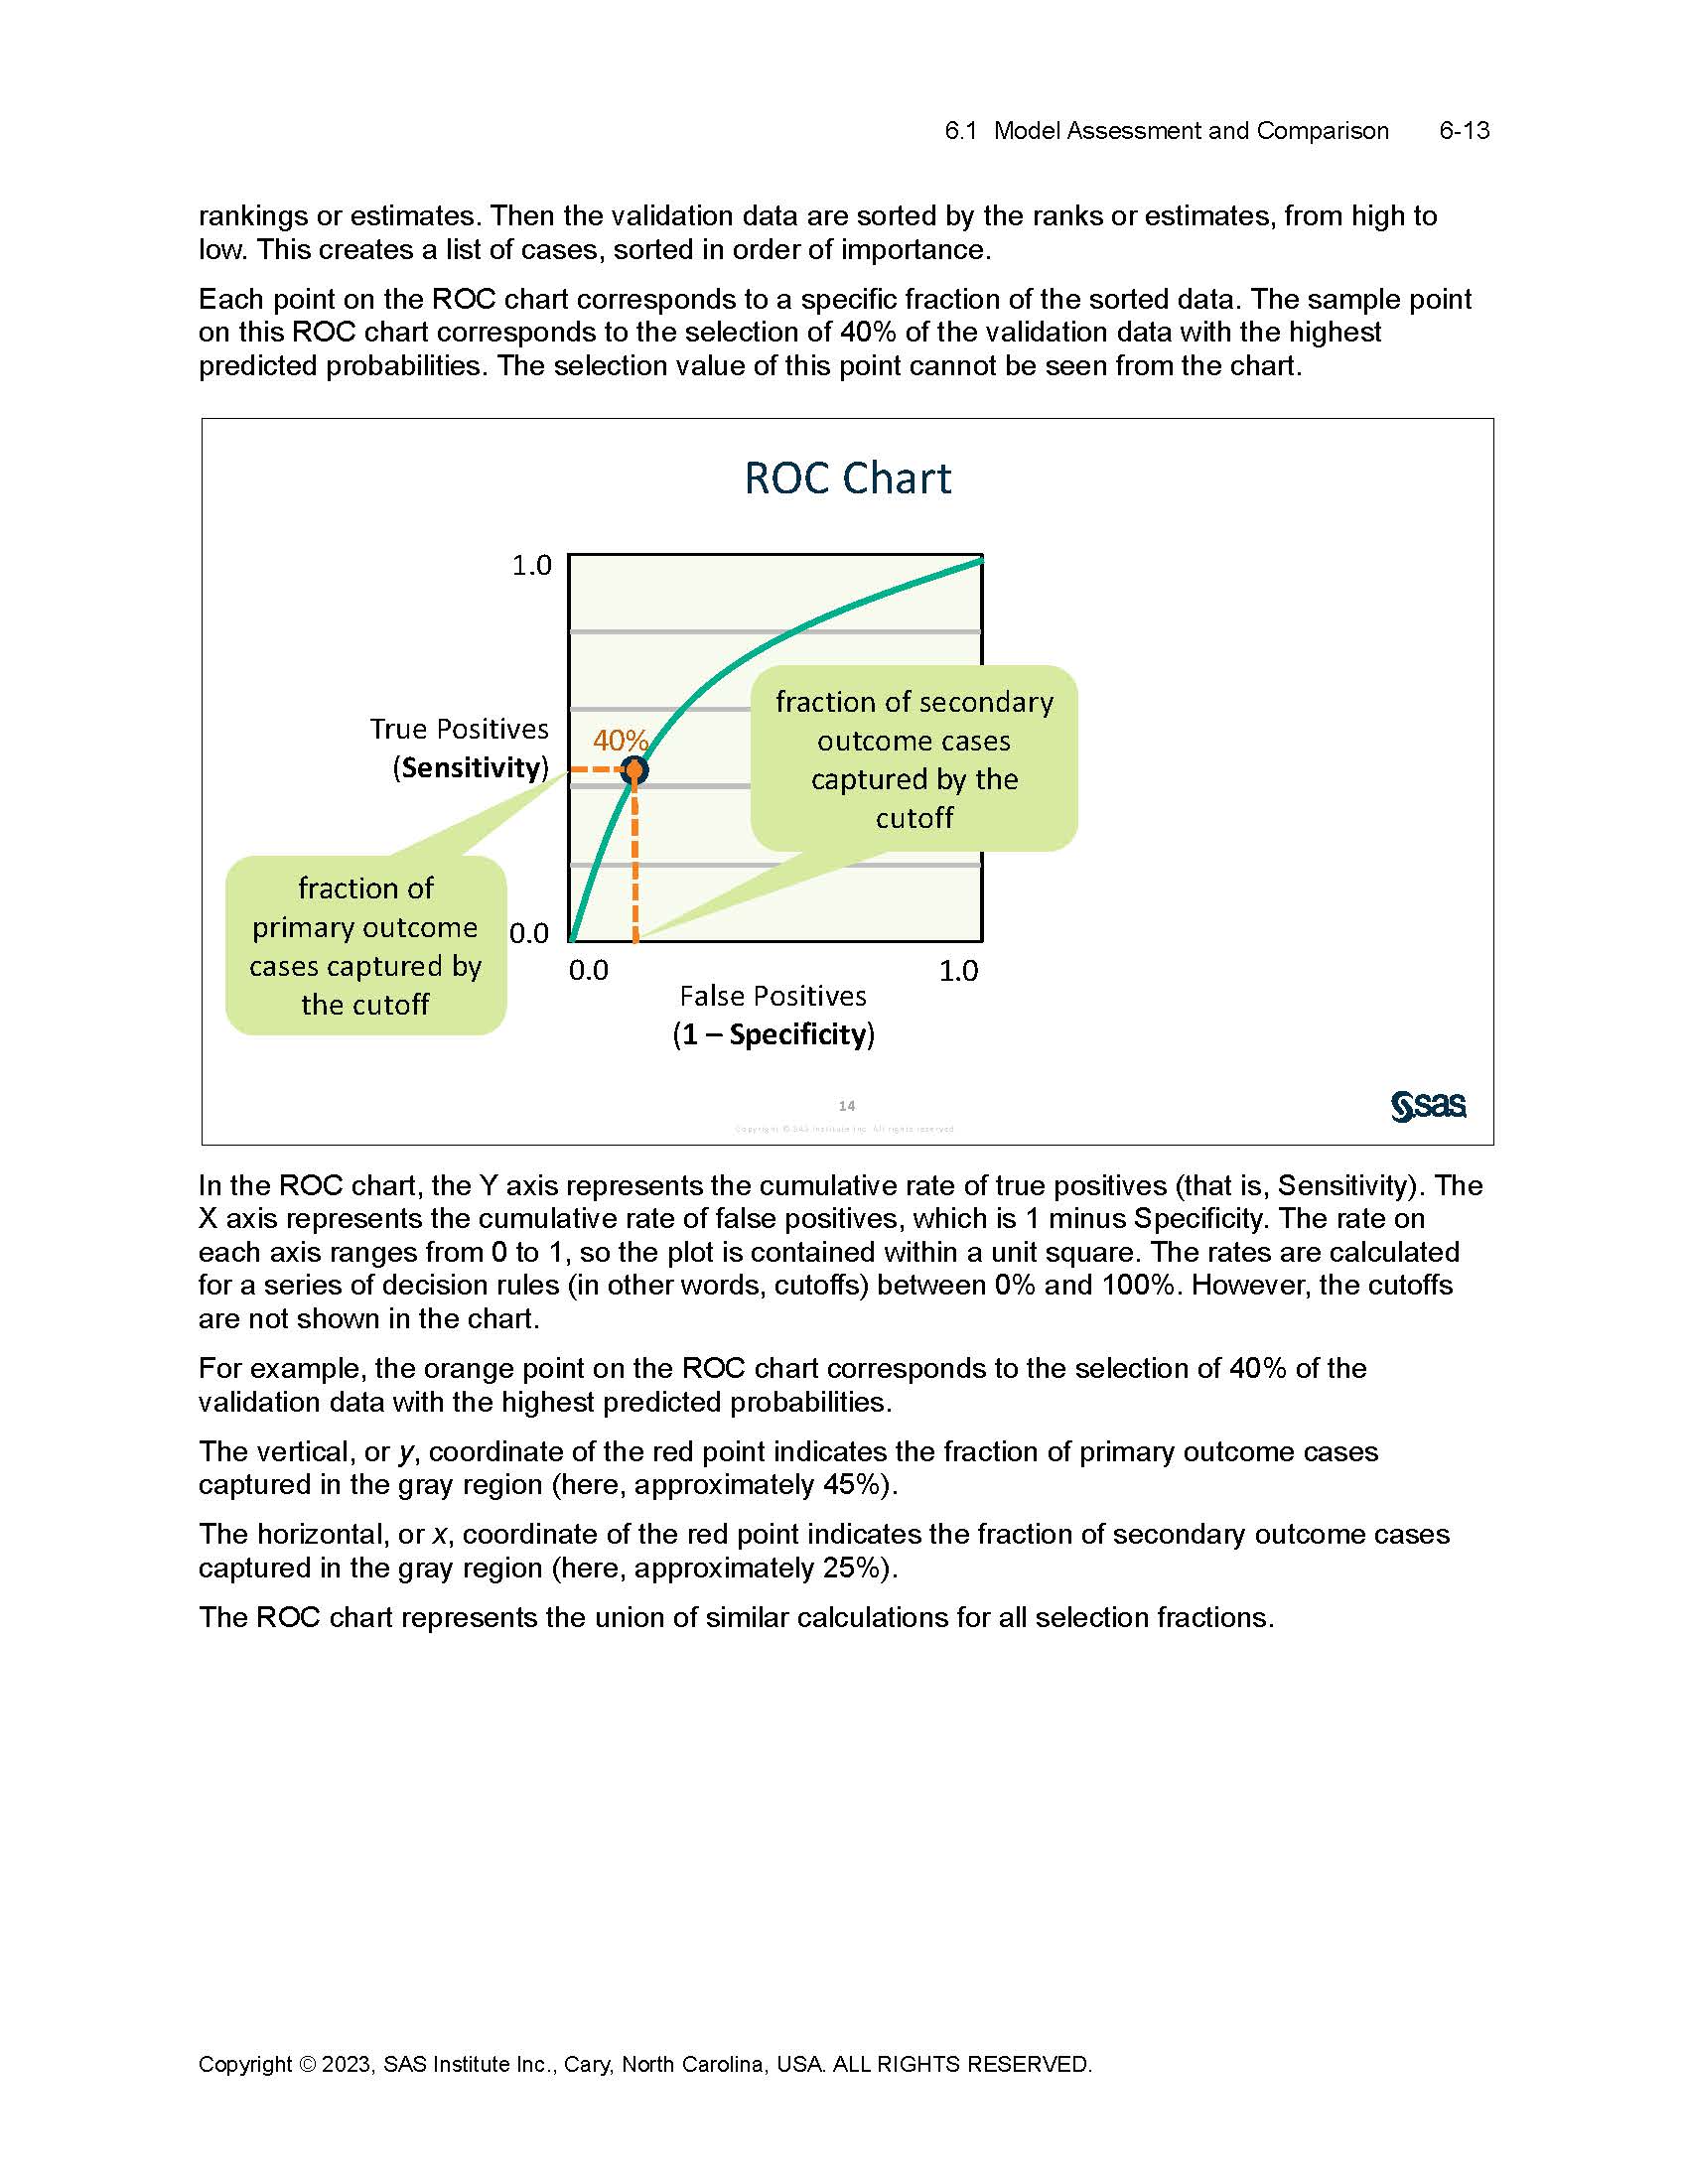 6.1 Model Assessment and Comparison 6-13
rankings or estimates. Then the validation data are sorted by the ranks or estimates, from high to
low. This creates a list of cases, sorted in order of importance.
Each point on the ROC chart corresponds to a specific fraction of the sorted data. The sample point
on this ROC chart corresponds to the selection of 40% of the validation data with the highest
predicted probabilities. The selection value of this point cannot be seen from the chart.
ROC Chart
1.0
True Positives
(Sensitivity)
40%
fraction of secondary
outcome cases
captured by the
cutoff
fraction of
primary outcome
cases captured by
the cutoff
0.0
0.0 1.0
False Positives
(1 – Specificity)
14
Copyright © SAS Institute Inc. All rights reserved
sas
In the ROC chart, the Y axis represents the cumulative rate of true positives (that is, Sensitivity). The
X axis represents the cumulative rate of false positives, which is 1 minus Specificity. The rate on
each axis ranges from 0 to 1, so the plot is contained within a unit square. The rates are calculated
for a series of decision rules (in other words, cutoffs) between 0% and 100%. However, the cutoffs
are not shown in the chart.
For example, the orange point on the ROC chart corresponds to the selection of 40% of the
validation data with the highest predicted probabilities.
The vertical, or y, coordinate of the red point indicates the fraction of primary outcome cases
captured in the gray region (here, approximately 45%).
The horizontal, or x, coordinate of the red point indicates the fraction of secondary outcome cases
captured in the gray region (here, approximately 25%).
The ROC chart represents the union of similar calculations for all selection fractions.
Copyright © 2023, SAS Institute Inc., Cary, North Carolina, USA. ALL RIGHTS RESERVED.